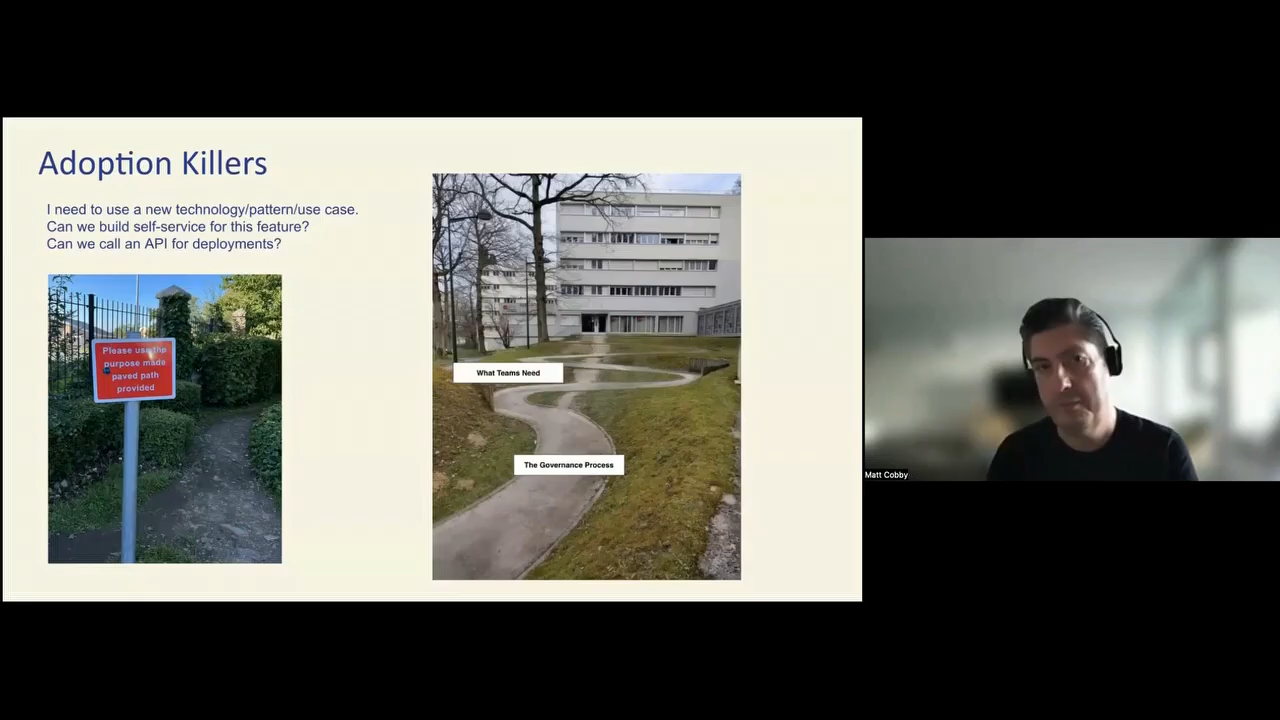 Adoption Killers
I need to use a new technology/pattern/use case.
Can we build self-service for this feature?
Can we call an API for deployments?
Please use the
purpose made
paved path
provided
What Teams Need
The Governance Process
Matt Cobby